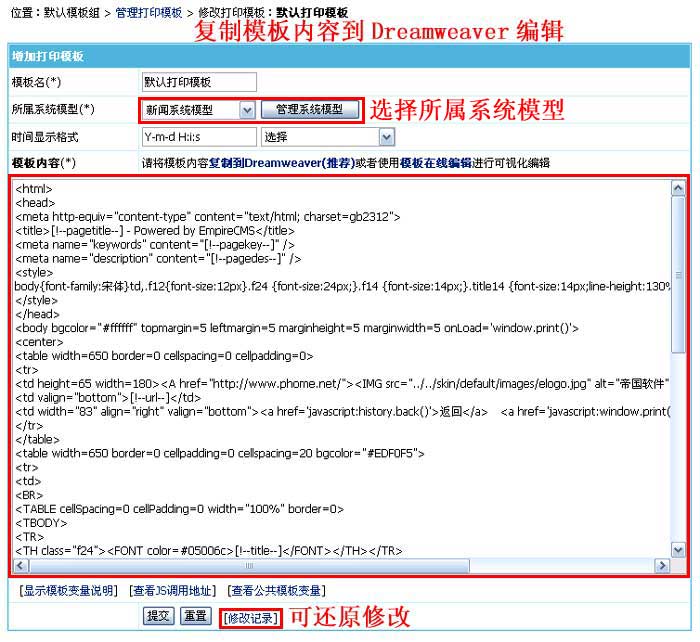 位置：默认模板组 > 管理打印模板 > 修改打印模板：默认打印模板
复制模板内容到 Dreamweaver 编辑
增加打印模板
模板名(*) 默认打印模板
所属系统模型(*) 新闻系统模型 管理系统模型 选择所属系统模型
时间显示格式 Y-m-d H:i:s 选择
模板内容(*) 请将模板内容复制到Dreamweaver(推荐)或者使用模板在线编辑进行可视化编辑
<html>
<head>
<meta http-equiv="content-type" content="text/html; charset=gb2312">
<title>[!--pagetitle--] - Powered by EmpireCMS</title>
<meta name="keywords" content="[!--pagekey--]" />
<meta name="description" content="[!--pagedes--]" />
<style>
body{font-family:宋体}td,.f12{font-size:12px}.f24 {font-size:24px;}.f14 {font-size:14px;}.title14 {font-size:14px;line-height:130%
</style>
</head>
<body bgcolor="#ffffff" topmargin=5 leftmargin=5 marginheight=5 marginwidth=5 onLoad='window.print()'>
<center>
<table width=650 border=0 cellspacing=0 cellpadding=0>
<tr>
<td height=65 width=180><A href="http://www.phome.net/"><IMG src="../../skin/default/images/elogo.jpg" alt="帝国软件"
<td valign="bottom">[!--url--]</td>
<td width="83" align="right" valign="bottom"><a href='javascript:history.back()'>返回</a> <a href='javascript:window.print(
</tr>
</table>
<table width=650 border=0 cellpadding=0 cellspacing=20 bgcolor="#EDF0F5">
<tr>
<td>
<BR>
<TABLE cellSpacing=0 cellPadding=0 width="100%" border=0>
<TBODY>
<TR>
<TH class="f24"><FONT color=#05006c>[!--title--]</FONT></TH></TR>
[显示模板变量说明] [查看JS调用地址] [查看公共模板变量]
提交 重置 [修改记录] 可还原修改